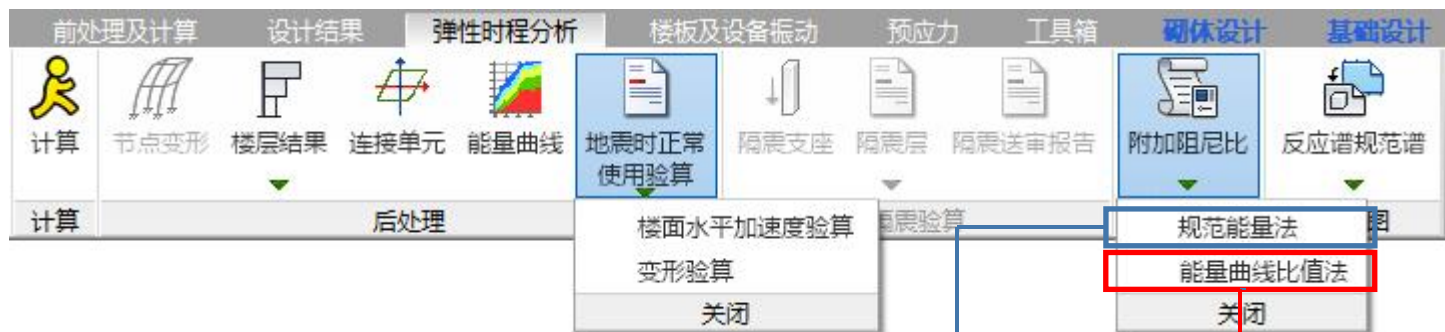 前处理及计算 设计结果 弹性时程分析 楼板及设备振动 预应力 工具箱 砌体设计 基础设计
计算 节点变形 楼层结果 连接单元 能量曲线 地震时正常 隔震支座 隔震层 隔震送审报告 附加阻尼比 反应谱规范谱
使用验算
计算 后处理 震验算 图
楼面水平加速度验算 规范能量法
变形验算 能量曲线比值法
关闭 关闭